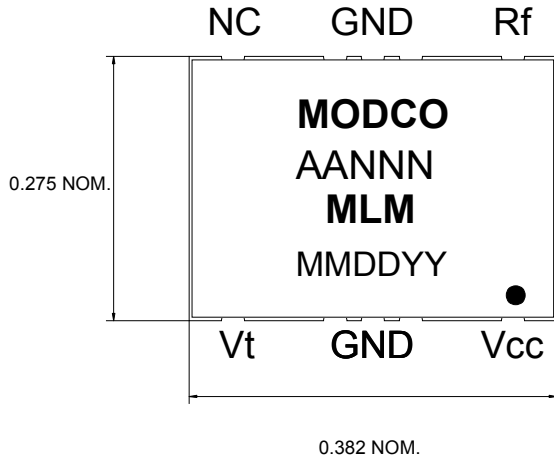 NC GND Rf
MODCO
AANNN
0.275 NOM.
MLM
MMDDYY
Vt GND Vcc
0.382 NOM.